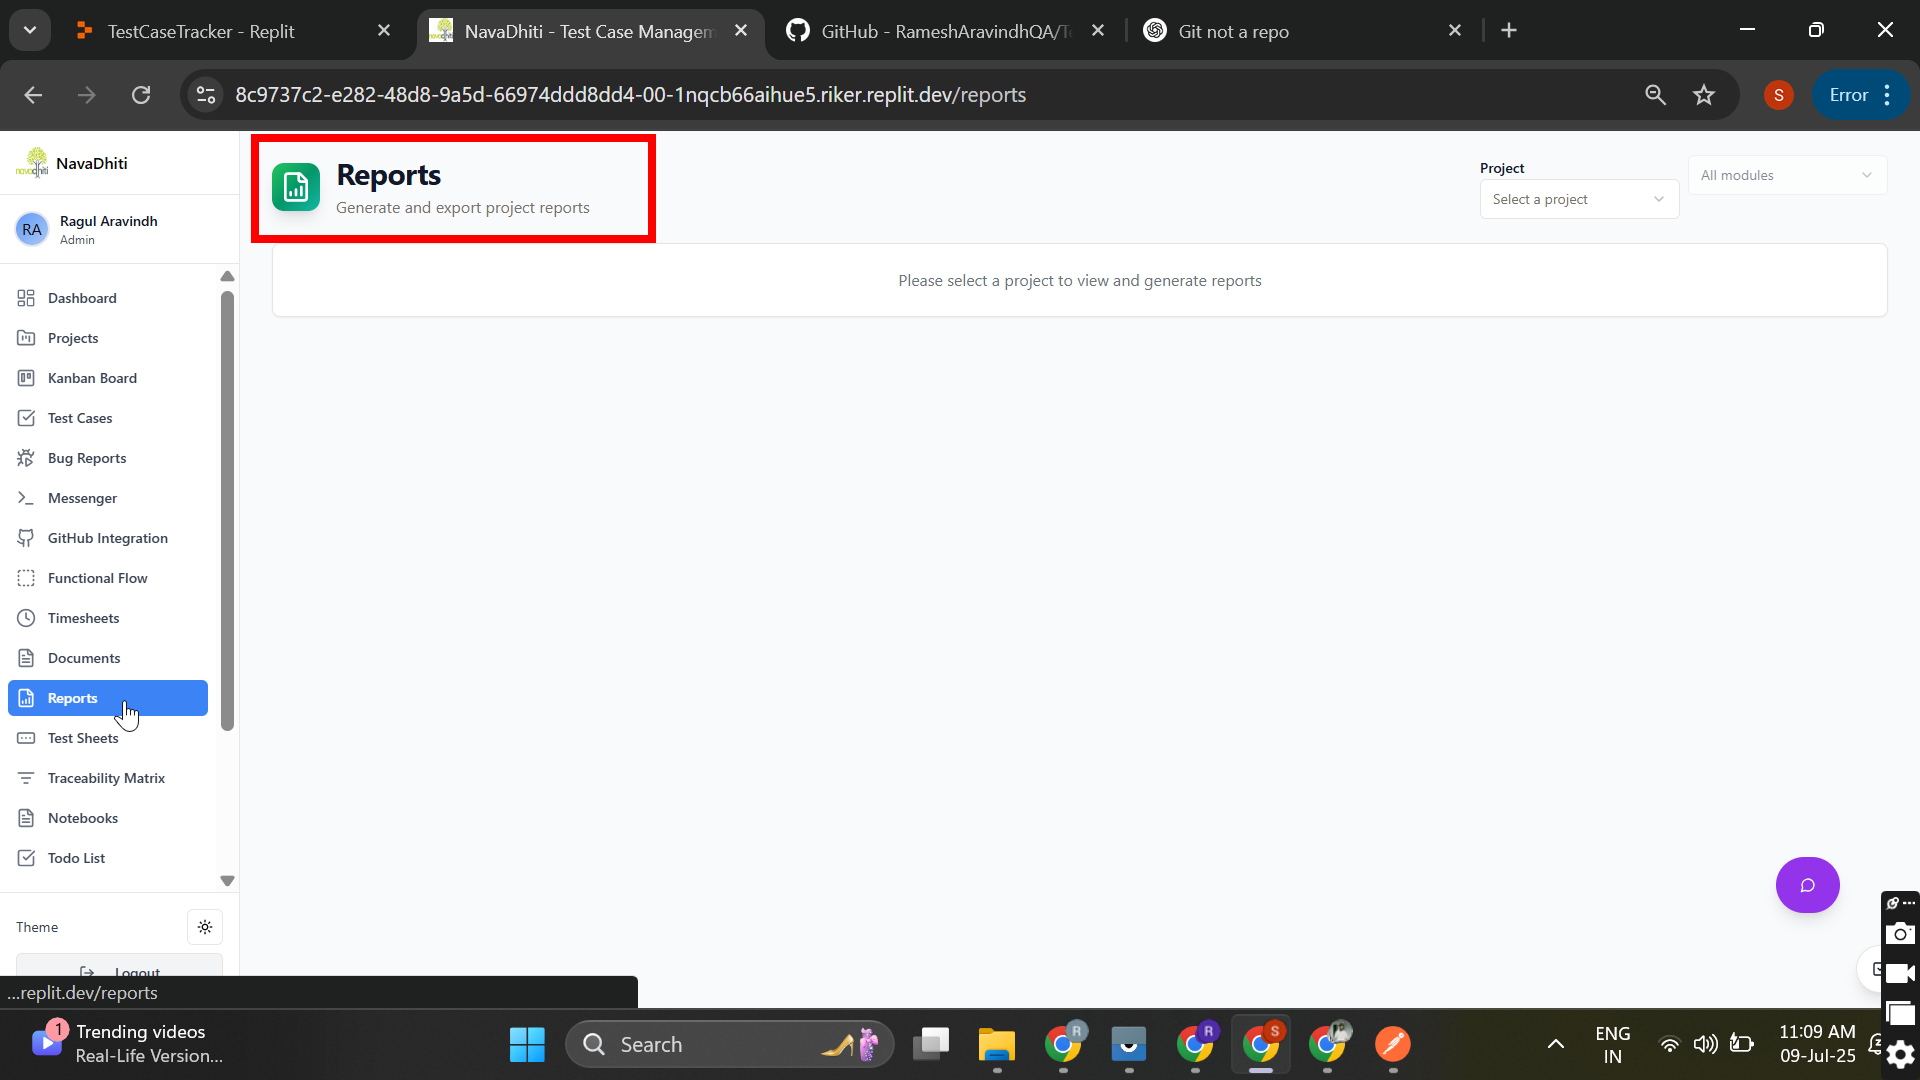 TestCaseTracker - Replit
NavaDhiti - Test Case Managem
GitHub - RameshAravindhQA/Te
Git not a repo
8c9737c2-e282-48d8-9a5d-66974ddd8dd4-00-1nqcb66aihue5.riker.replit.dev/reports
S
Error
navadhiti
NavaDhiti
RA
Ragul Aravindh
Admin
Reports
Generate and export project reports
Project
Select a project
All modules
Please select a project to view and generate reports
Dashboard
Projects
Kanban Board
Test Cases
Bug Reports
Messenger
GitHub Integration
Functional Flow
Timesheets
Documents
Reports
Test Sheets
Traceability Matrix
Notebooks
Todo List
Theme
Logout
...replit.dev/reports
1
Trending videos
Real-Life Version...
Search
R
R
S
ENG
IN
11:09 AM
09-Jul-25